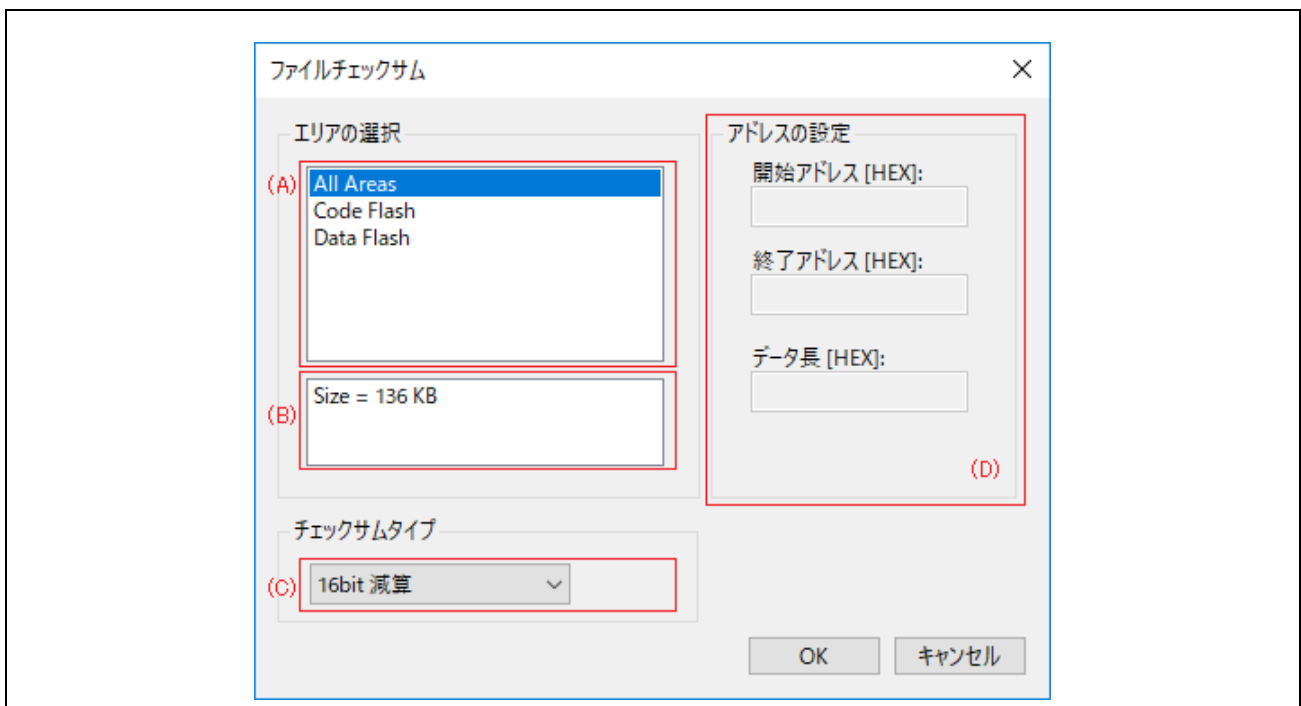 ファイルチェックサム
エリアの選択
(A)
All Areas
Code Flash
Data Flash
(B)
Size = 136 KB
チェックサムタイプ
(C)
16bit 減算
アドレスの設定
開始アドレス [HEX]:
終了アドレス [HEX]:
データ長 [HEX]:
(D)
OK
キャンセル